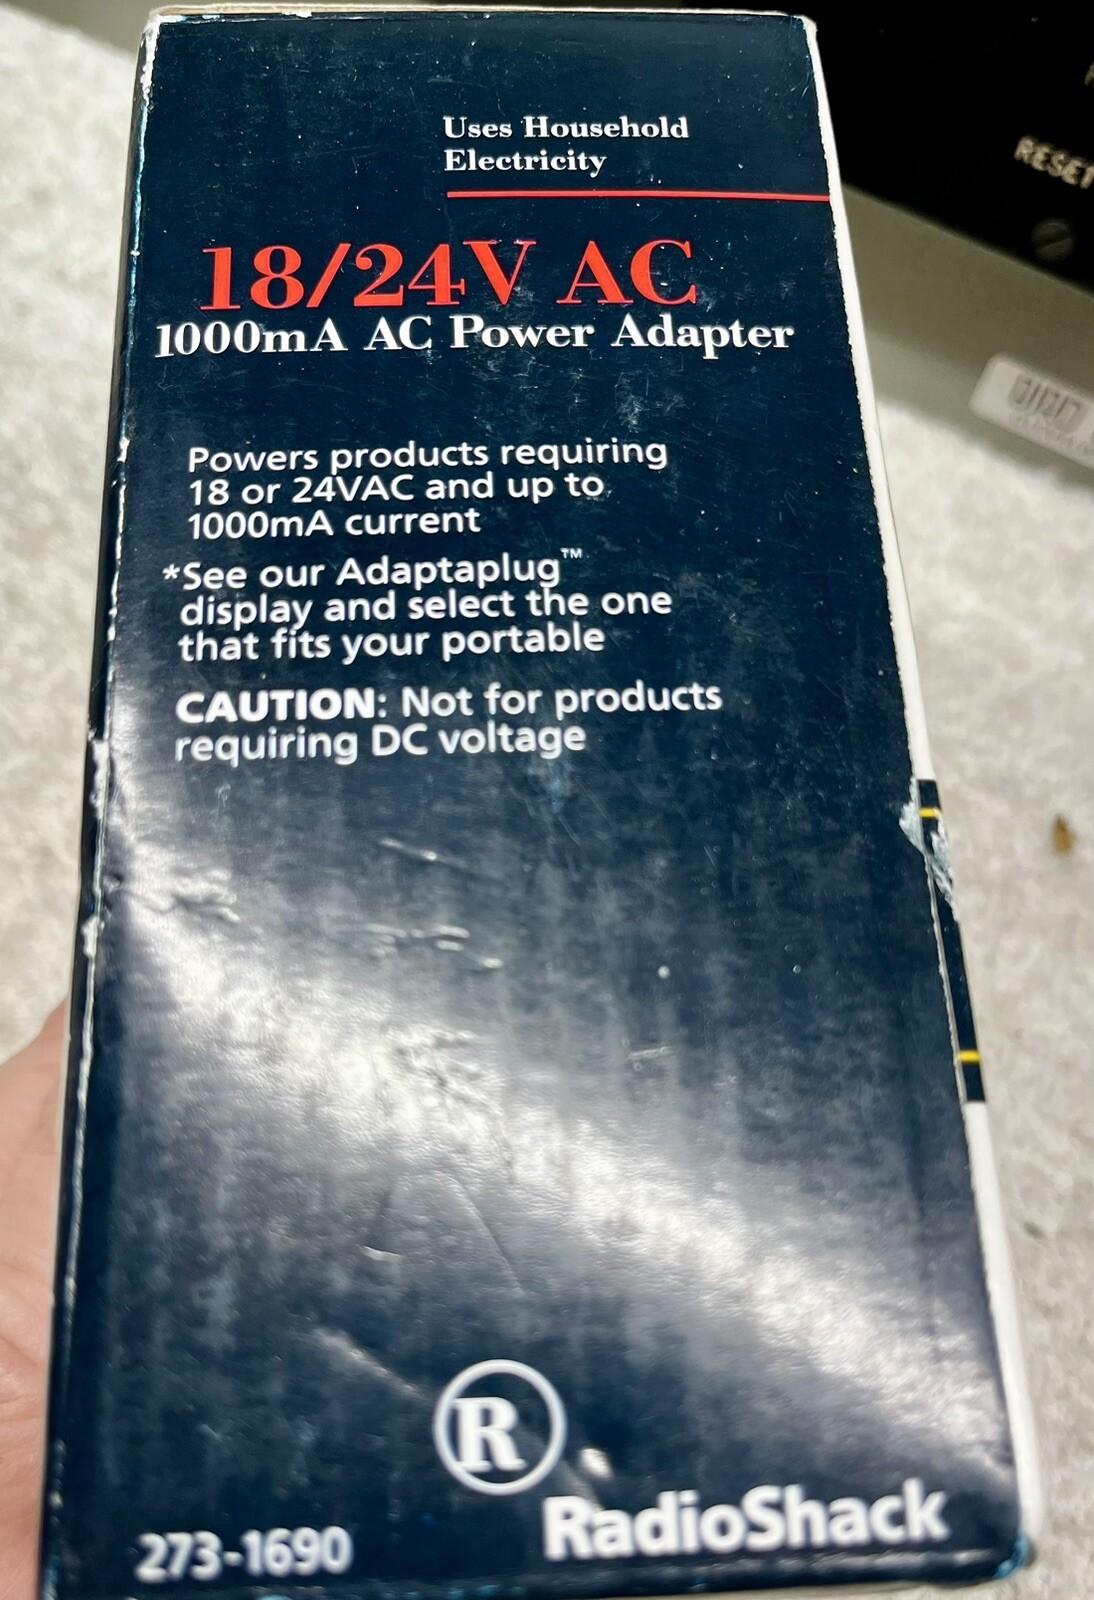 Uses Household
Electricity
18/24V AC
1000mA AC Power Adapter
Powers products requiring
18 or 24VAC and up to
1000mA current
*See our Adaptaplug™
display and select the one
that fits your portable
CAUTION: Not for products
requiring DC voltage
R
RadioShack
273-1690
RESET